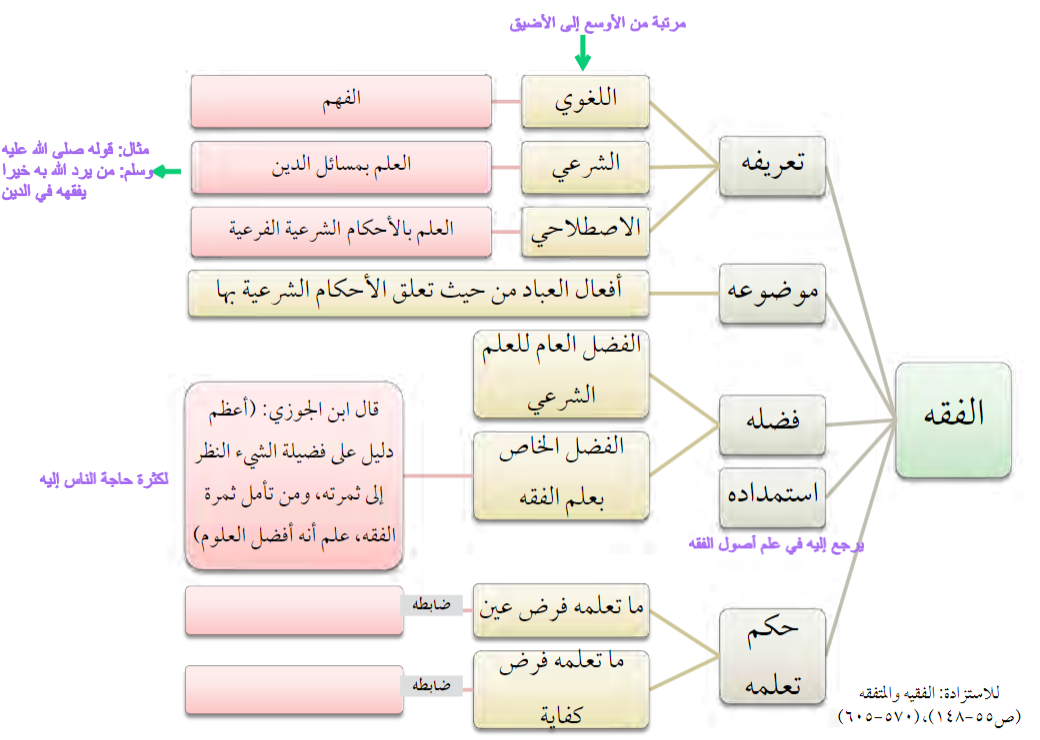 مرتبة من الأوسع إلى الأضيق
الفقه
تعريفه
اللغوي
الفهم
الشرعي
العلم بمسائل الدين
مثال: قوله صلى الله عليه
وسلم: من يرد الله به خيرا
يفقهه في الدين
الاصطلاحي
العلم بالأحكام الشرعية الفرعية
موضوعه
أفعال العباد من حيث تعلق الأحكام الشرعية بها
فضله
الفضل العام للعلم
الشرعي
الفضل الخاص
بعلم الفقه
قال ابن الجوزي: (أعظم
دليل على فضيلة الشيء النظر
إلى ثمرته، ومن تأمل ثمرة
الفقه، علم أنه أفضل العلوم)
لكثرة حاجة الناس إليه
استمداده
يرجع إليه في علم أصول الفقه
حكم
تعلمه
ما تعلمه فرض عين
ضابطه
ما تعلمه فرض
كفاية
ضابطه
للاستزادة: الفقيه والمتفقه
(ص٥٥-١٤٨)،(٥٧٠-٦٠٥)